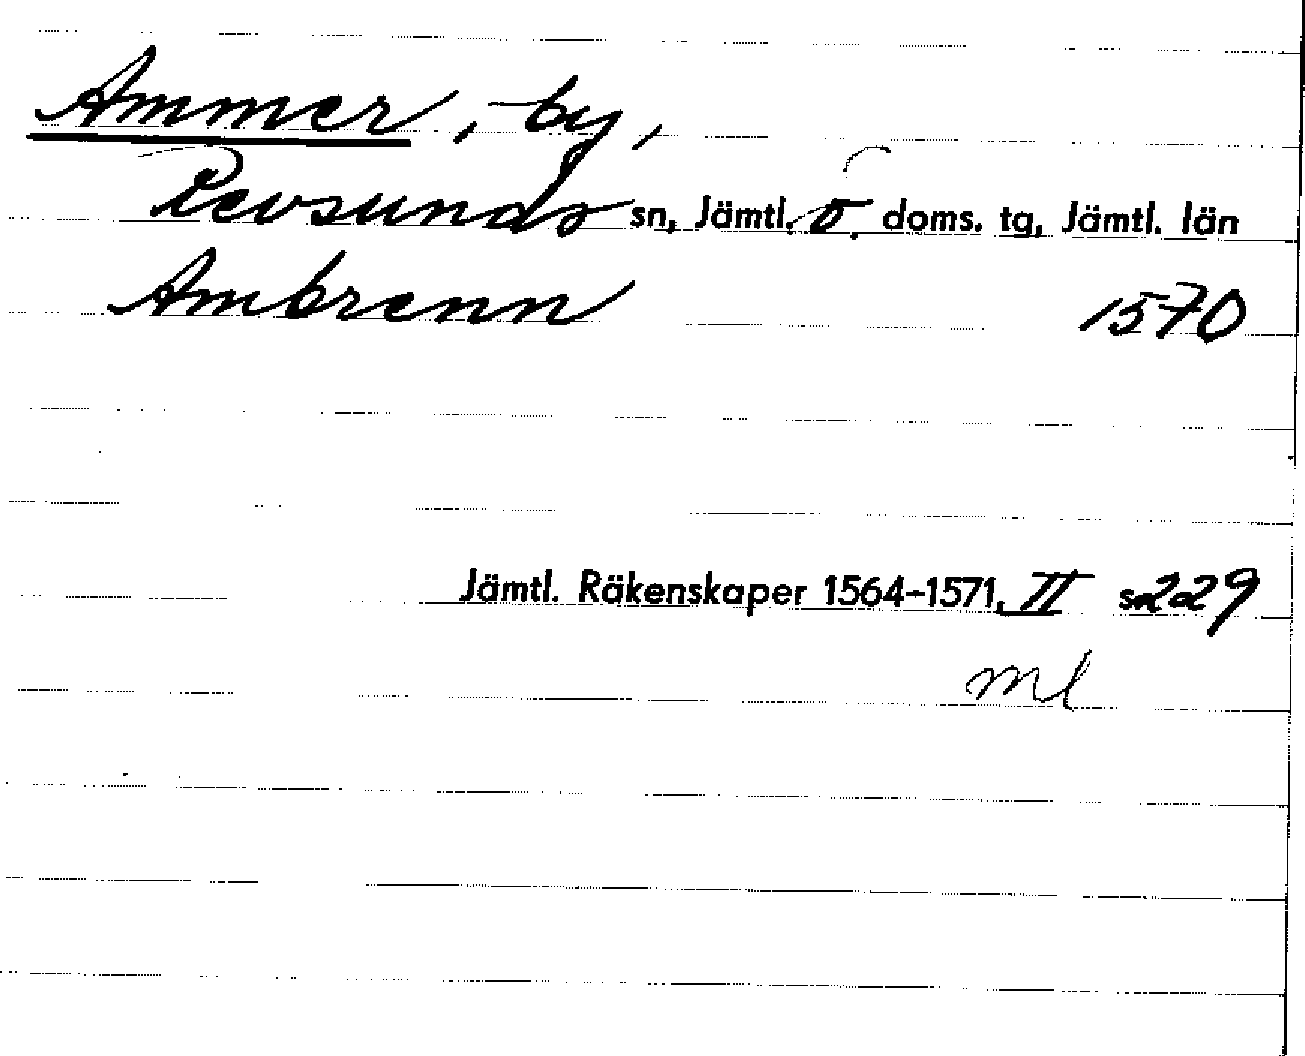 Ammer, by,
Revsunds sn, Jämtl. ö. doms. tg, Jämtl. län
Ambrenn 1570
Jämtl. Räkenskaper 1564-1571, II s. 229
ml